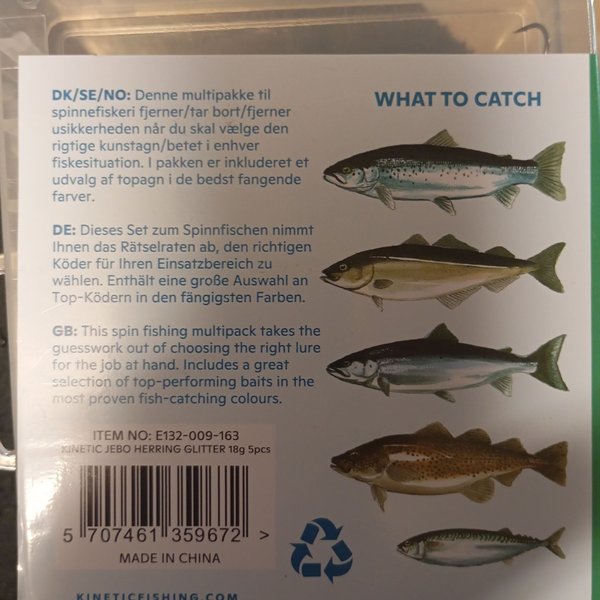 DK/SE/NO: Denne multipakke til
spinnefiskeri fjerner/tar bort/fjerner
usikkerheden når du skal vælge den
rigtige kunstagn/betet i enhver
fiskesituation. I pakken er inkluderet et
udvalg af topagn i de bedst fangende
farver.
WHAT TO CATCH
DE: Dieses Set zum Spinnfischen nimmt
Ihnen das Rätselraten ab, den richtigen
Köder für Ihren Einsatzbereich zu
wählen. Enthält eine große Auswahl an
Top-Ködern in den fängigsten Farben.
GB: This spin fishing multipack takes the
guesswork out of choosing the right lure
for the job at hand. Includes a great
selection of top-performing baits in the
most proven fish-catching colours.
ITEM NO: E132-009-163
KINETIC JEBO HERRING GLITTER 18g 5pcs
5 707461 359672 >
MADE IN CHINA
KINETICFISHING.COM